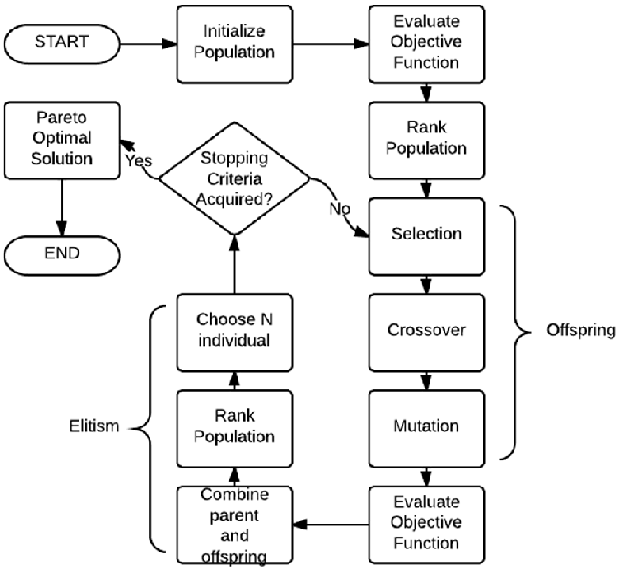 START
Initialize
Population
Evaluate
Objective
Function
Rank
Population
Selection
Crossover
Mutation
Offspring
Evaluate
Objective
Function
Combine
parent
and
offspring
Rank
Population
Choose N
individual
Elitism
Stopping
Criteria
Acquired?
No
Yes
Pareto
Optimal
Solution
END